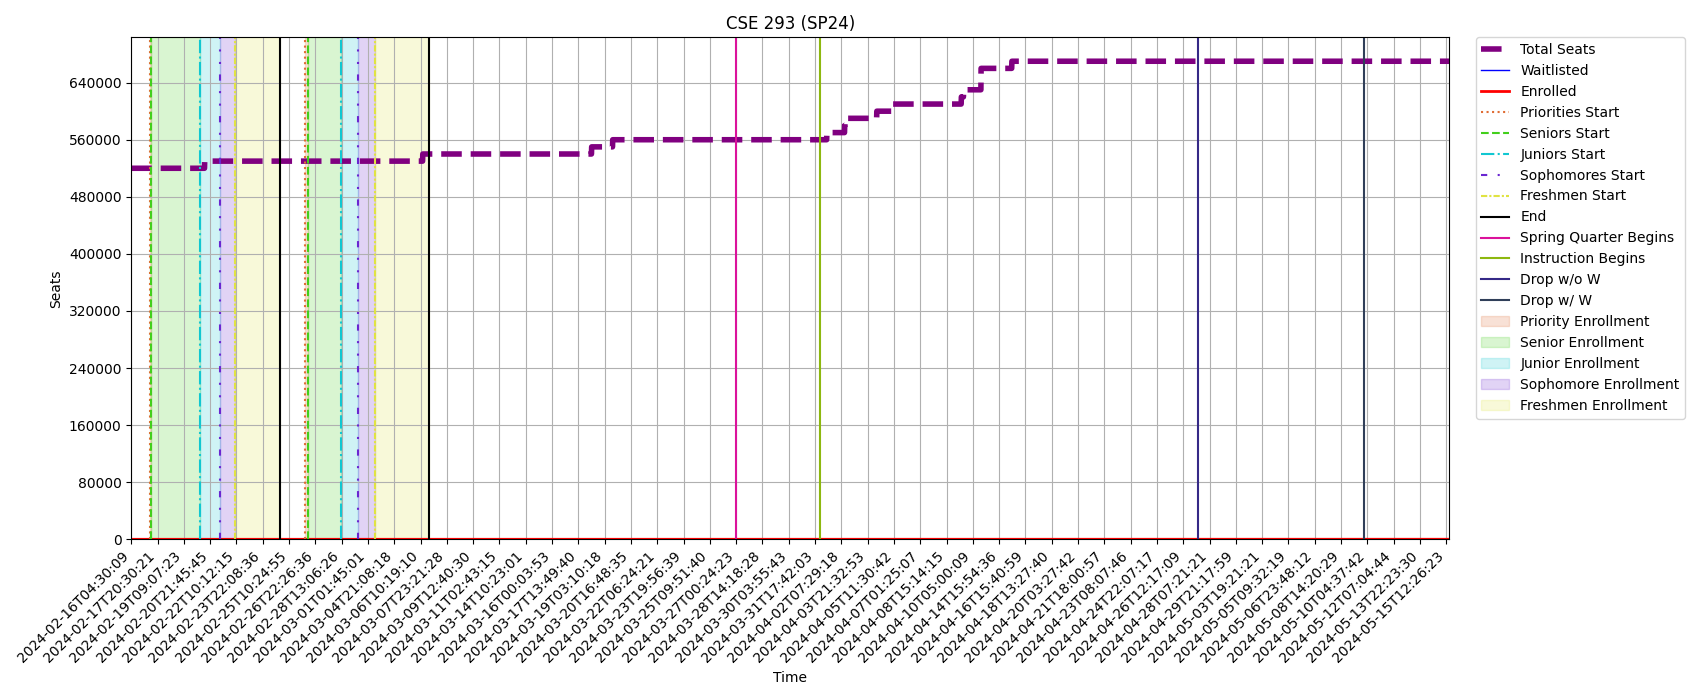 CSE 293 (SP24)
Seats
640000
560000
480000
400000
320000
240000
160000
80000
0
2024-02-16T04:30:09
2024-02-17T20:30:21
2024-02-19T09:07:23
2024-02-20T21:45:45
2024-02-22T10:12:15
2024-02-23T22:08:36
2024-02-25T10:24:55
2024-02-26T22:26:36
2024-02-28T13:06:26
2024-03-01T01:45:01
2024-03-04T21:08:18
2024-03-06T10:19:10
2024-03-07T23:21:28
2024-03-09T12:40:30
2024-03-11T02:43:15
2024-03-14T10:23:01
2024-03-16T00:03:53
2024-03-17T13:49:40
2024-03-19T03:10:18
2024-03-20T16:48:35
2024-03-22T06:24:21
2024-03-23T19:56:39
2024-03-25T09:51:40
2024-03-27T00:24:23
2024-03-28T14:18:28
2024-03-30T03:55:43
2024-03-31T17:42:03
2024-04-02T07:29:18
2024-04-03T21:32:53
2024-04-05T11:30:42
2024-04-07T01:25:07
2024-04-08T15:14:15
2024-04-10T05:00:09
2024-04-14T15:54:36
2024-04-16T15:40:59
2024-04-18T13:27:40
2024-04-20T03:27:42
2024-04-21T18:00:57
2024-04-23T08:07:46
2024-04-24T22:07:17
2024-04-26T12:17:09
2024-04-28T07:21:21
2024-04-29T21:17:59
2024-05-03T19:21:21
2024-05-05T09:32:19
2024-05-06T23:48:12
2024-05-08T14:20:29
2024-05-10T04:37:42
2024-05-12T07:04:44
2024-05-13T22:23:30
2024-05-15T12:26:23
Time
Total Seats
Waitlisted
Enrolled
Priorities Start
Seniors Start
Juniors Start
Sophomores Start
Freshmen Start
End
Spring Quarter Begins
Instruction Begins
Drop w/o W
Drop w/ W
Priority Enrollment
Senior Enrollment
Junior Enrollment
Sophomore Enrollment
Freshmen Enrollment